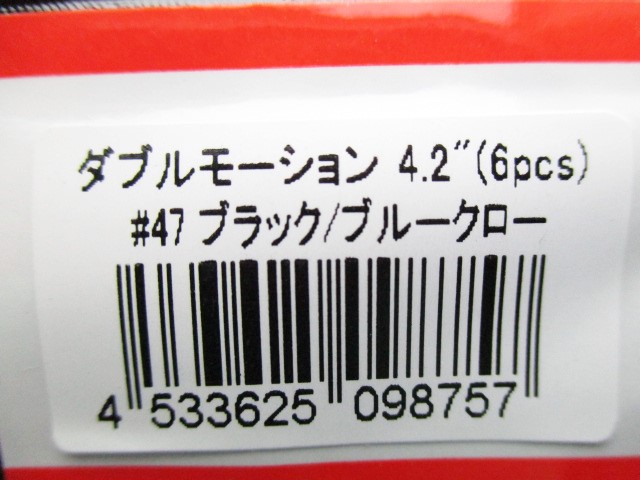 ダブルモーション 4.2"(6pcs)
#47 ブラック/ブルークロー
4 533625 098757